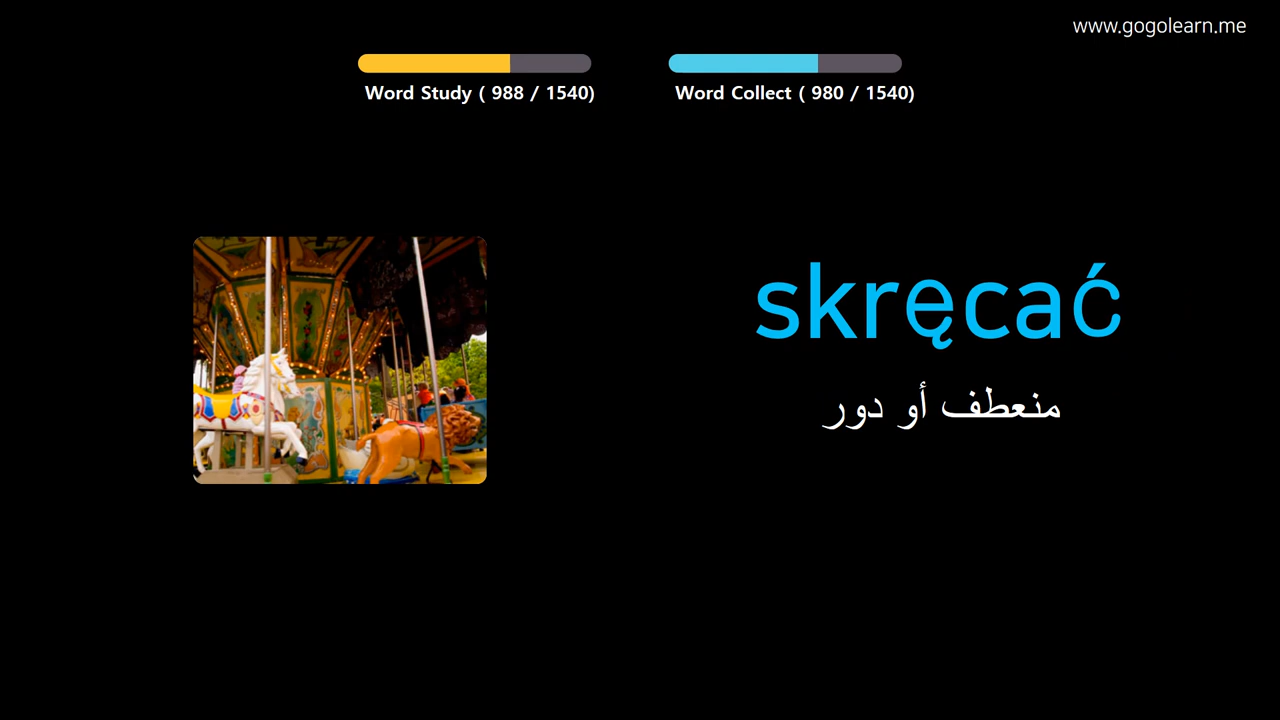 www.gogolearn.me
Word Study ( 988 / 1540)
Word Collect ( 980 / 1540)
skręcać
منعطف أو دور